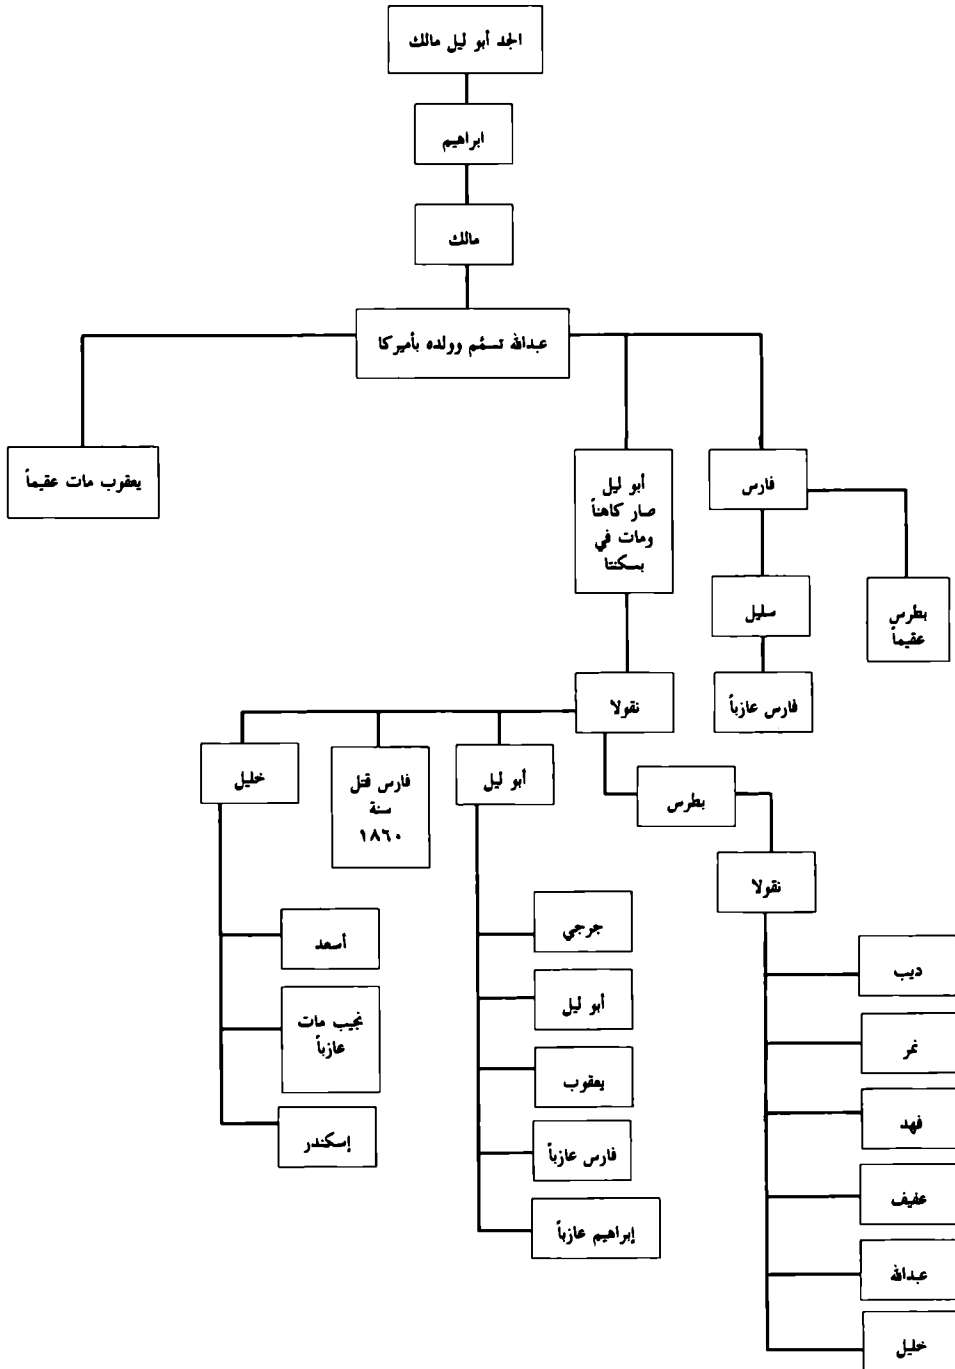 الجد أبو ليل مالك
ابراهيم
مالك
عبدالله تسمّم وولده بأميركا
فارس
أبو ليل
صار كاهناً
ومات في
بسكنتا
يعقوب مات عقيماً
بطرس
عقيماً
سليل
فارس عازباً
نقولا
بطرس
أبو ليل
فارس قتل
سنة
١٨٦٠
خليل
نقولا
ديب
نمر
فهد
عفيف
عبدالله
خليل
جرجي
أبو ليل
يعقوب
فارس عازباً
إبراهيم عازباً
أسعد
نجيب مات
عازباً
إسكندر